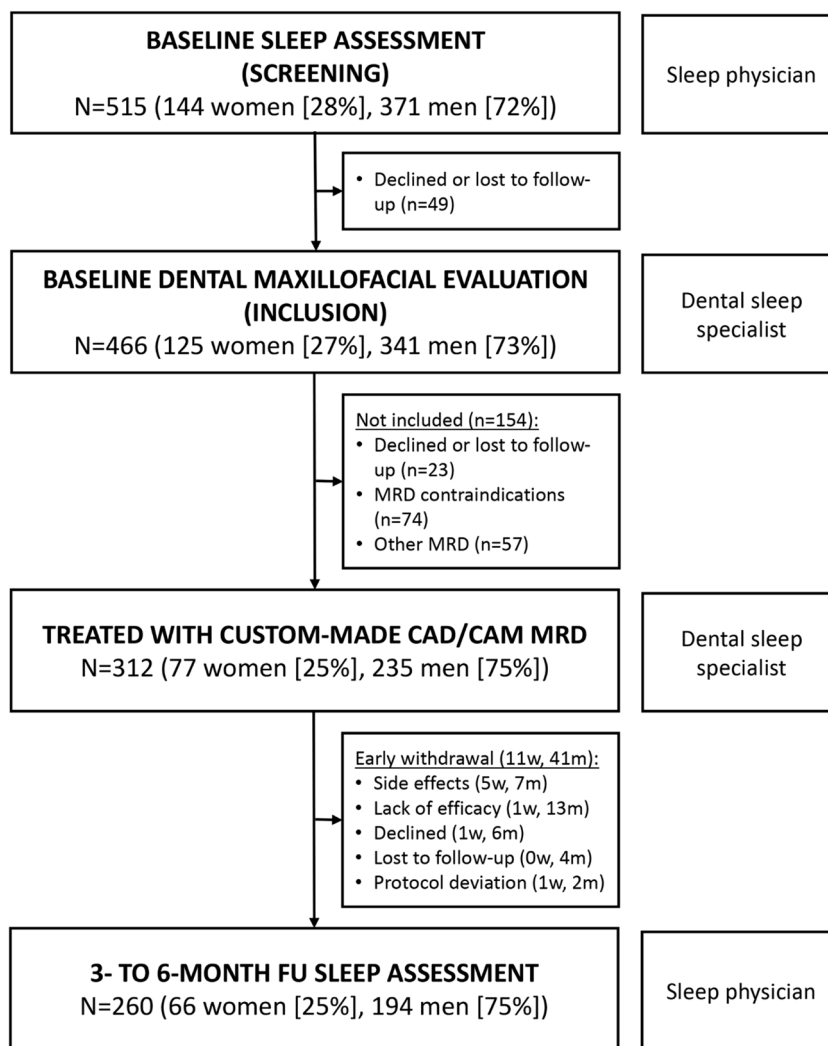 BASELINE SLEEP ASSESSMENT
(SCREENING)
N=515 (144 women [28%], 371 men [72%])
Sleep physician
• Declined or lost to follow-
up (n=49)
BASELINE DENTAL MAXILLOFACIAL EVALUATION
(INCLUSION)
N=466 (125 women [27%], 341 men [73%])
Dental sleep
specialist
Not included (n=154):
• Declined or lost to follow-
up (n=23)
• MRD contraindications
(n=74)
• Other MRD (n=57)
TREATED WITH CUSTOM-MADE CAD/CAM MRD
N=312 (77 women [25%], 235 men [75%])
Dental sleep
specialist
Early withdrawal (11w, 41m):
• Side effects (5w, 7m)
• Lack of efficacy (1w, 13m)
• Declined (1w, 6m)
• Lost to follow-up (0w, 4m)
• Protocol deviation (1w, 2m)
3- TO 6-MONTH FU SLEEP ASSESSMENT
N=260 (66 women [25%], 194 men [75%])
Sleep physician